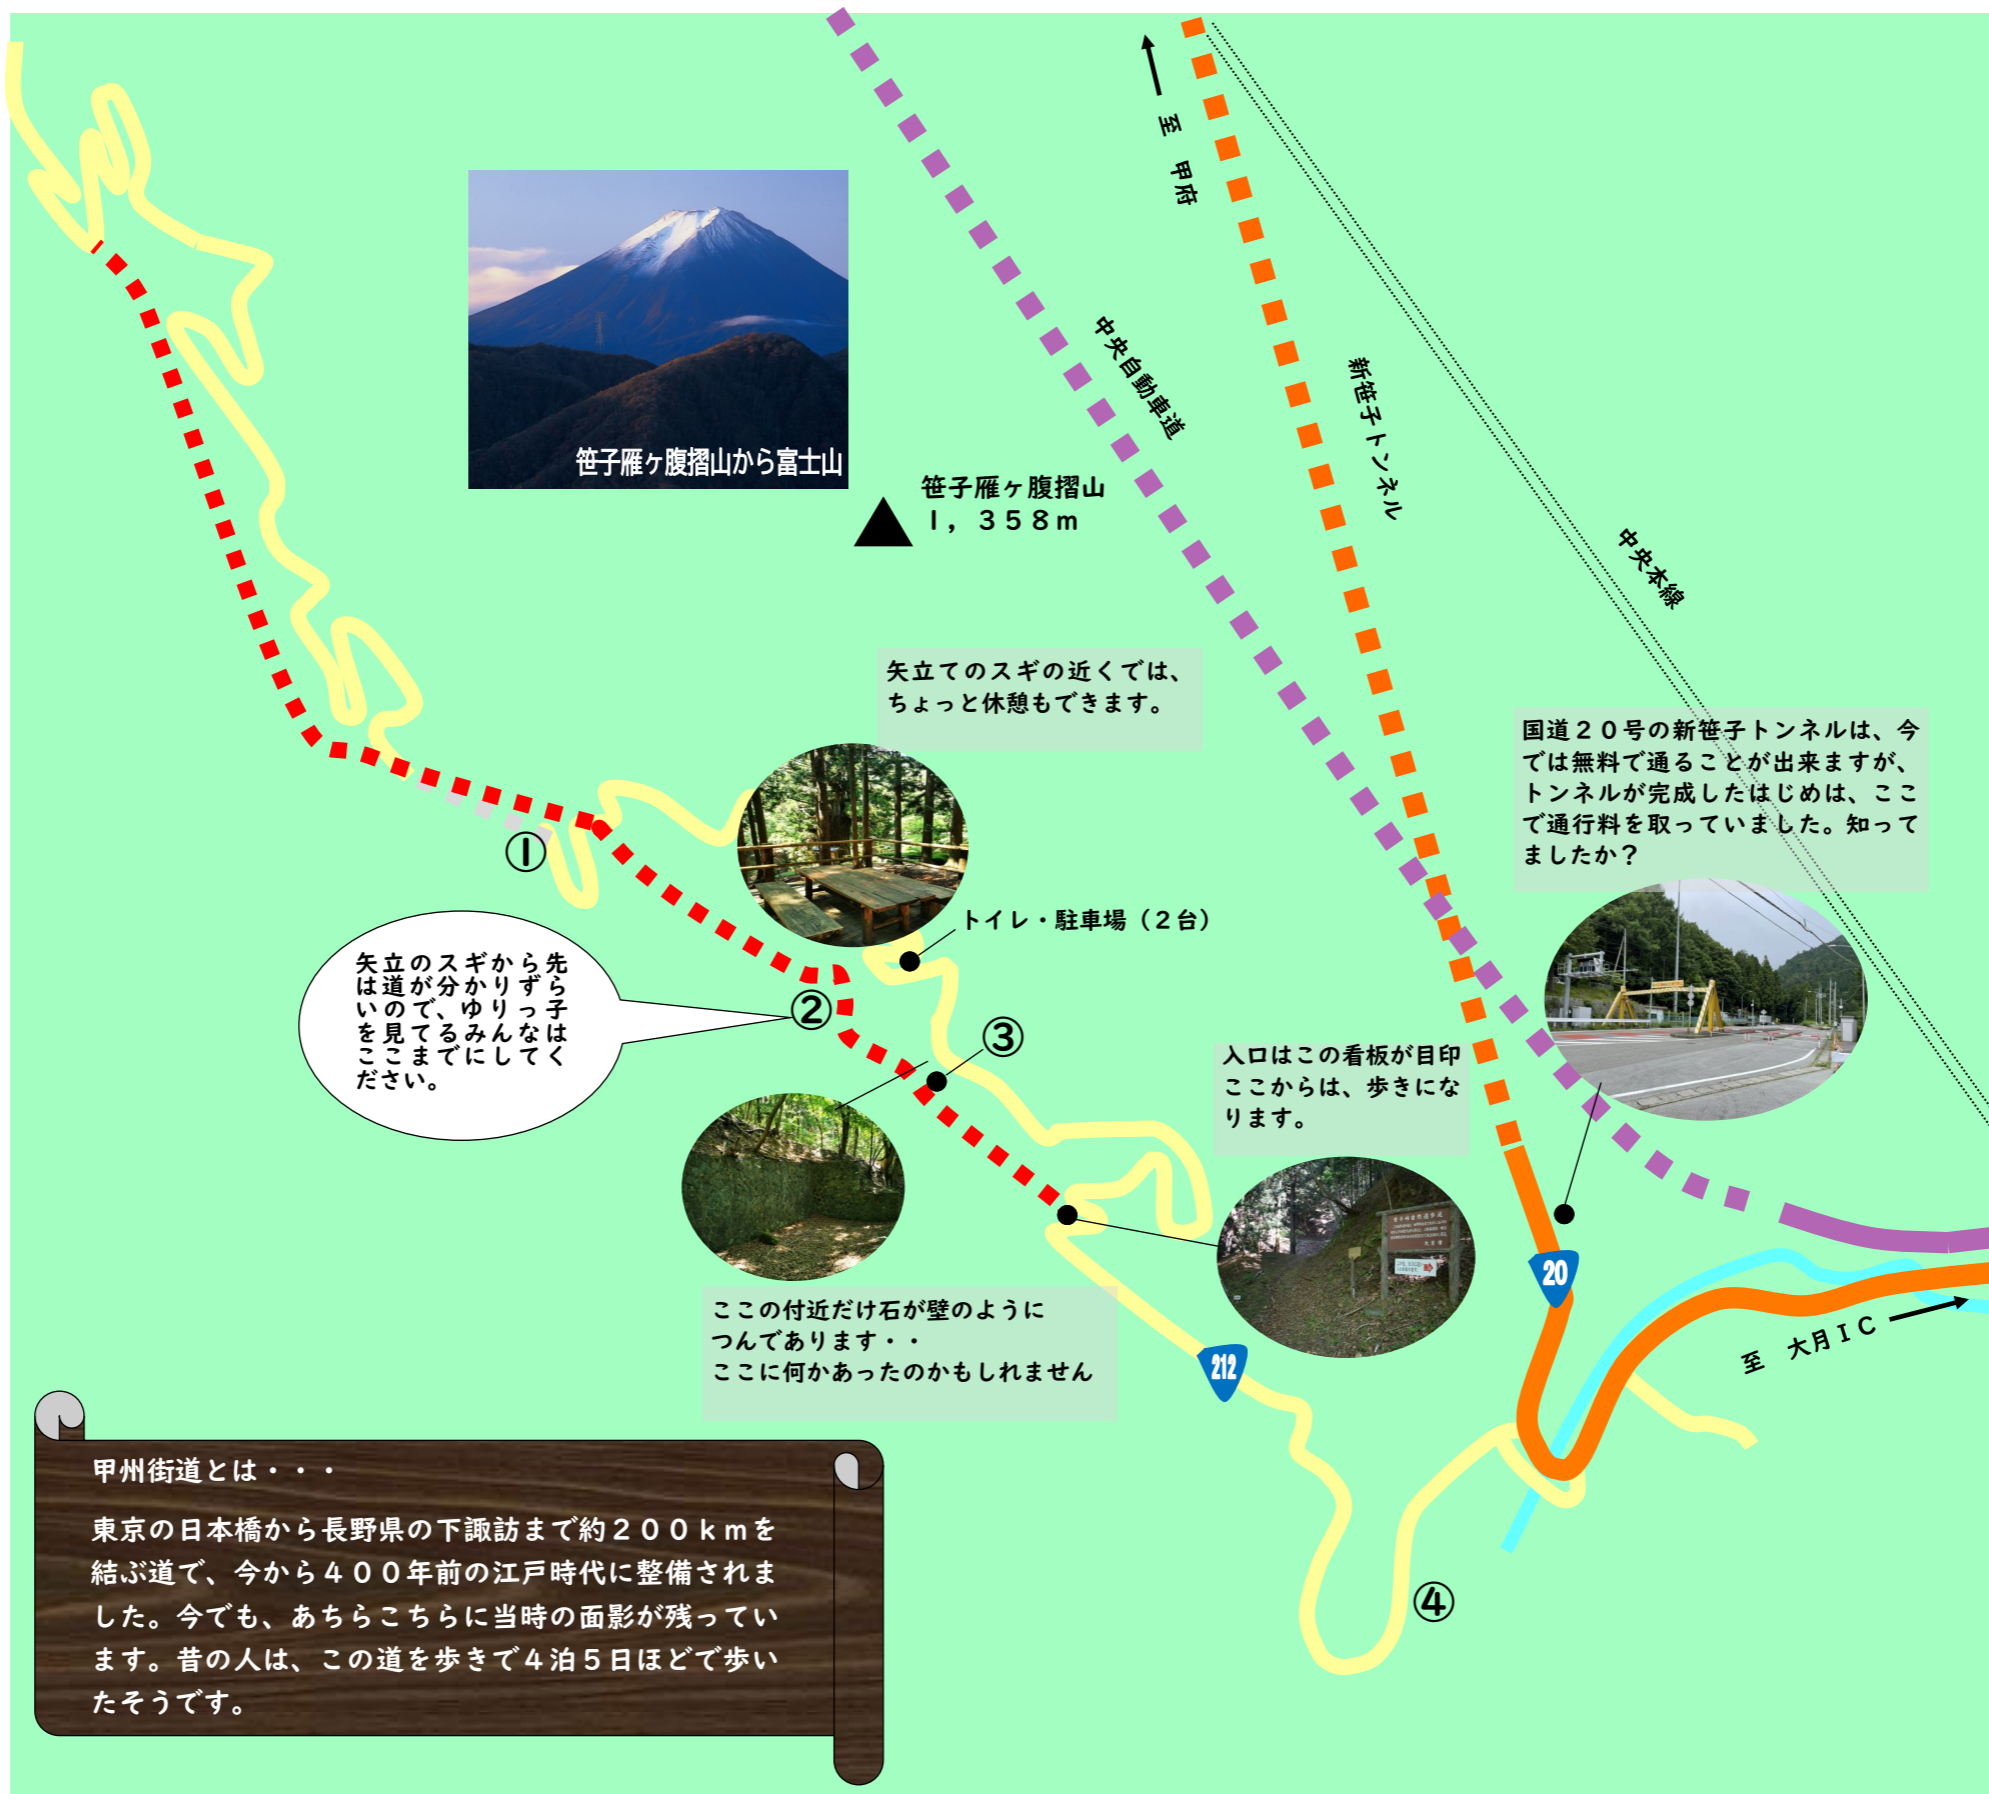 至 甲府
笹子雁ヶ腹摺山から富士山
中央自動車道
新笹子トンネル
笹子雁ヶ腹摺山
1，３５８ｍ
中央本線
矢立てのスギの近くでは、
ちょっと休憩もできます。
国道２０号の新笹子トンネルは、今
では無料で通ることが出来ますが、
トンネルが完成したはじめは、ここ
で通行料を取っていました。知って
ましたか？
①
トイレ・駐車場（２台）
矢立のスギから先
は道が分かりずら
いので、ゆりっ子
を見てるみんなは
ここまでにしてく
ださい。
②
③
入口はこの看板が目印
ここからは、歩きにな
ります。
20
ここの付近だけ石が壁のように
つんであります・・
ここに何かあったのかもしれません
212
至 大月ＩＣ
④
甲州街道とは・・・
東京の日本橋から長野県の下諏訪まで約２００ｋｍを
結ぶ道で、今から４００年前の江戸時代に整備されま
した。今でも、あちらこちらに当時の面影が残ってい
ます。昔の人は、この道を歩きで４泊５日ほどで歩い
たそうです。